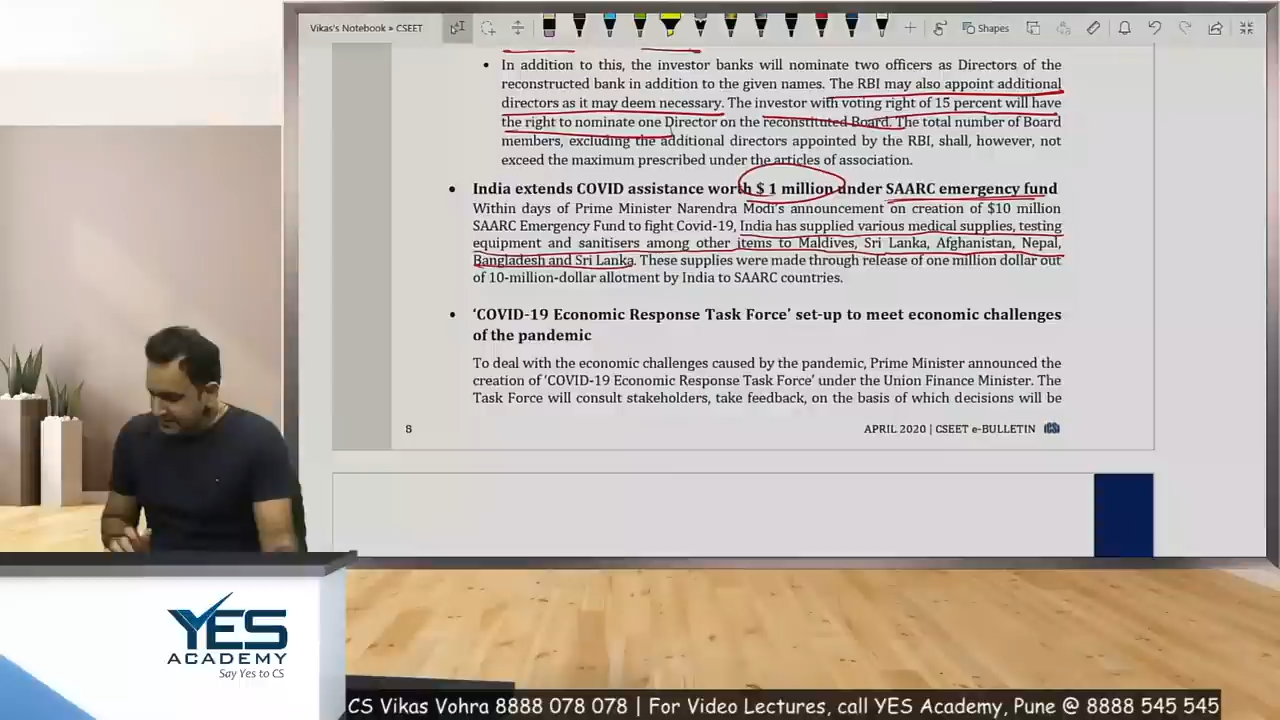 Vikas's Notebook » CSEET
Shapes
• In addition to this, the investor banks will nominate two officers as Directors of the
reconstructed bank in addition to the given names. The RBI may also appoint additional
directors as it may deem necessary. The investor with voting right of 15 percent will have
the right to nominate one Director on the reconstituted Board. The total number of Board
members, excluding the additional directors appointed by the RBI, shall, however, not
exceed the maximum prescribed under the articles of association.
• India extends COVID assistance worth $ 1 million under SAARC emergency fund
Within days of Prime Minister Narendra Modi's announcement on creation of $10 million
SAARC Emergency Fund to fight Covid-19, India has supplied various medical supplies, testing
equipment and sanitisers among other items to Maldives, Sri Lanka, Afghanistan, Nepal,
Bangladesh and Sri Lanka. These supplies were made through release of one million dollar out
of 10-million-dollar allotment by India to SAARC countries.
• ‘COVID-19 Economic Response Task Force’ set-up to meet economic challenges
of the pandemic
To deal with the economic challenges caused by the pandemic, Prime Minister announced the
creation of ‘COVID-19 Economic Response Task Force’ under the Union Finance Minister. The
Task Force will consult stakeholders, take feedback, on the basis of which decisions will be
8 APRIL 2020 | CSEET e-BULLETIN ICSI
YES
ACADEMY
Say Yes to CS
CS Vikas Vohra 8888 078 078 | For Video Lectures, call YES Academy, Pune @ 8888 545 545